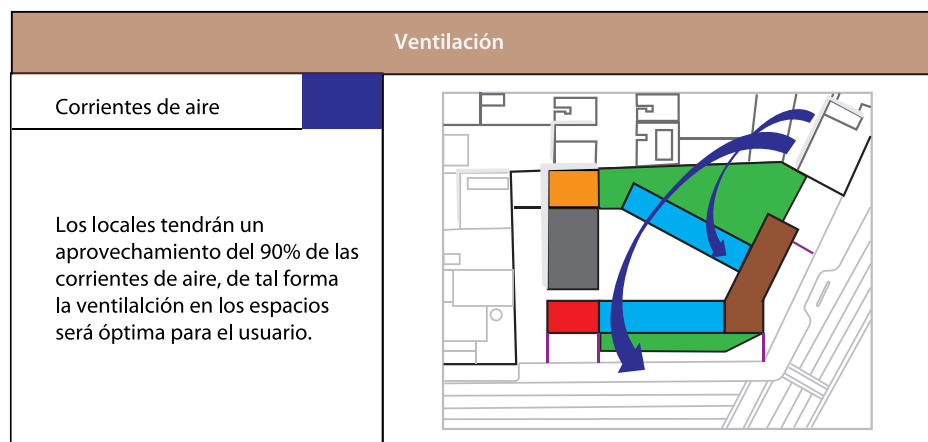 Ventilación
Corrientes de aire
Los locales tendrán un
aprovechamiento del 90% de las
corrientes de aire, de tal forma
la ventilalción en los espacios
será óptima para el usuario.